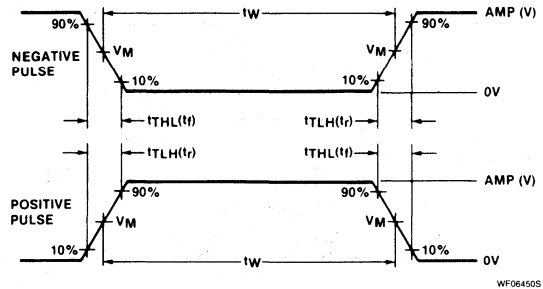 tW
AMP (V)
90%
90%
NEGATIVE
PULSE
VM
VM
10%
10%
0V
tTHL(tf)
tTLH(tr)
tTLH(tr)
tTHL(tf)
AMP (V)
90%
90%
POSITIVE
PULSE
VM
VM
10%
10%
tW
0V
WF06450S